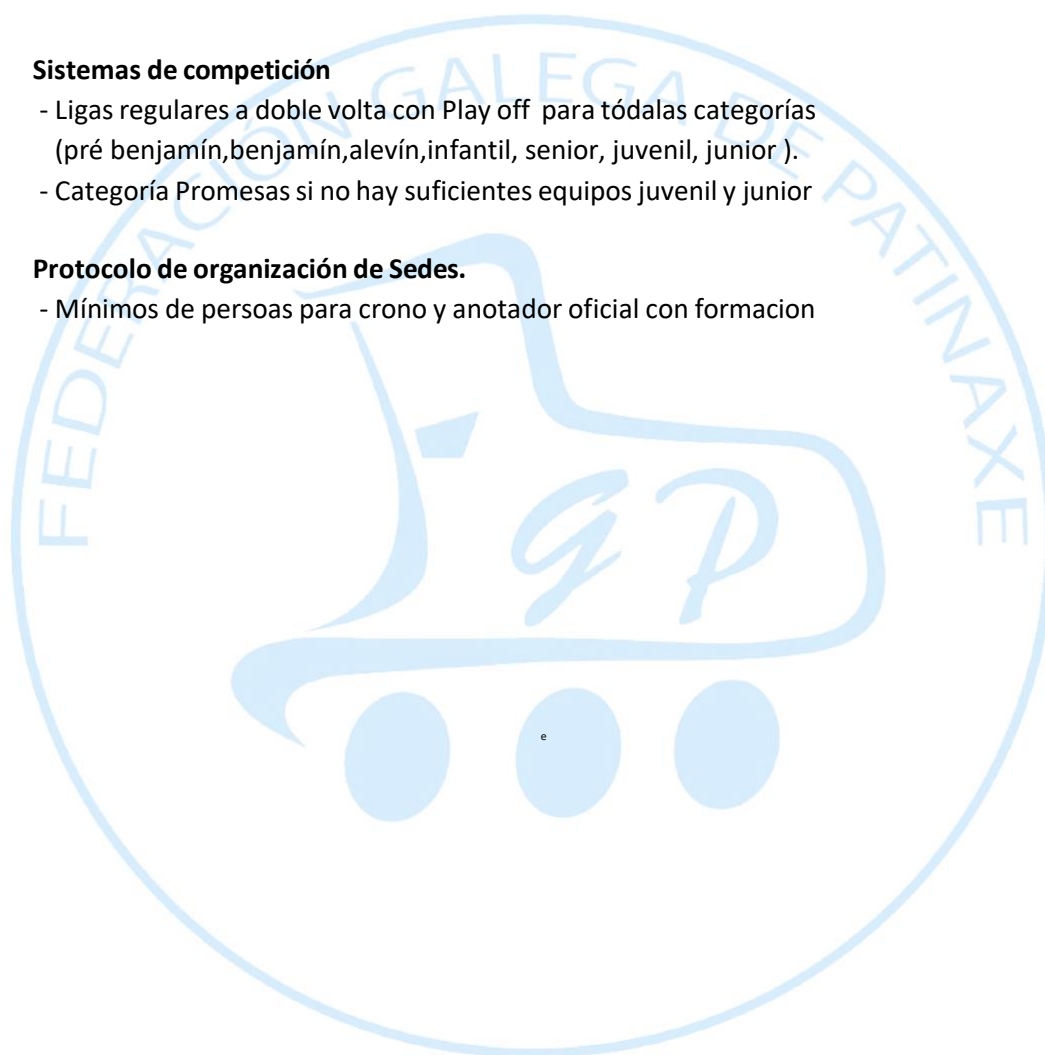 Sistemas de competición
- Ligas regulares a doble volta con Play off para tódalas categorías
(pré benjamín,benjamín,alevín,infantil, senior, juvenil, junior ).
- Categoría Promesas si no hay suficientes equipos juvenil y junior
Protocolo de organización de Sedes.
- Mínimos de persoas para crono y anotador oficial con formacion
FEDERACIÓN GALEGA DE PATINAXE
GP
e